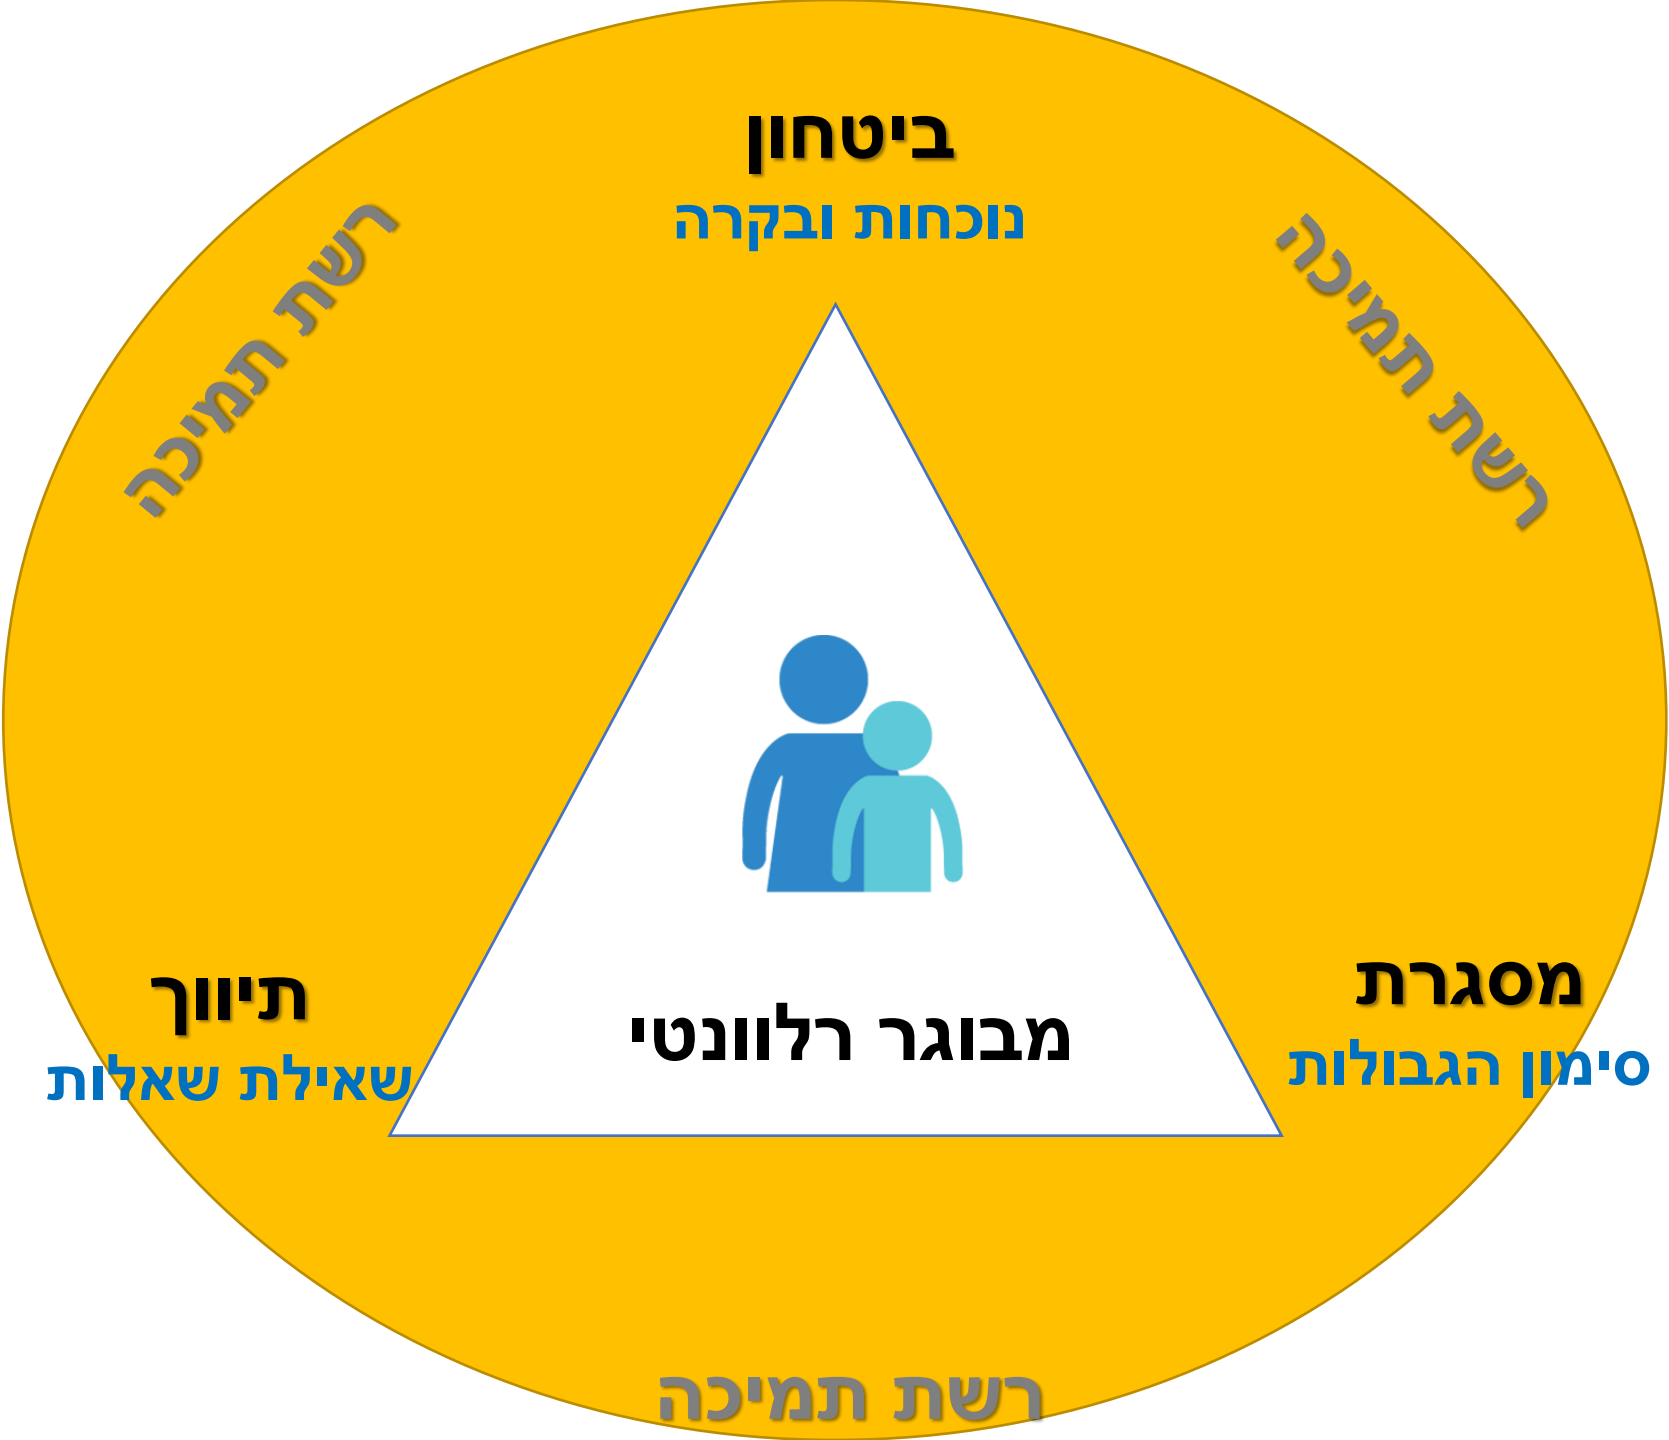 ביטחון
נוכחות ובקרה
רשת תמיכה
רשת תמיכה
מסגרת
סימון הגבולות
תיווך
שאילת שאלות
מבוגר רלוונטי
רשת תמיכה